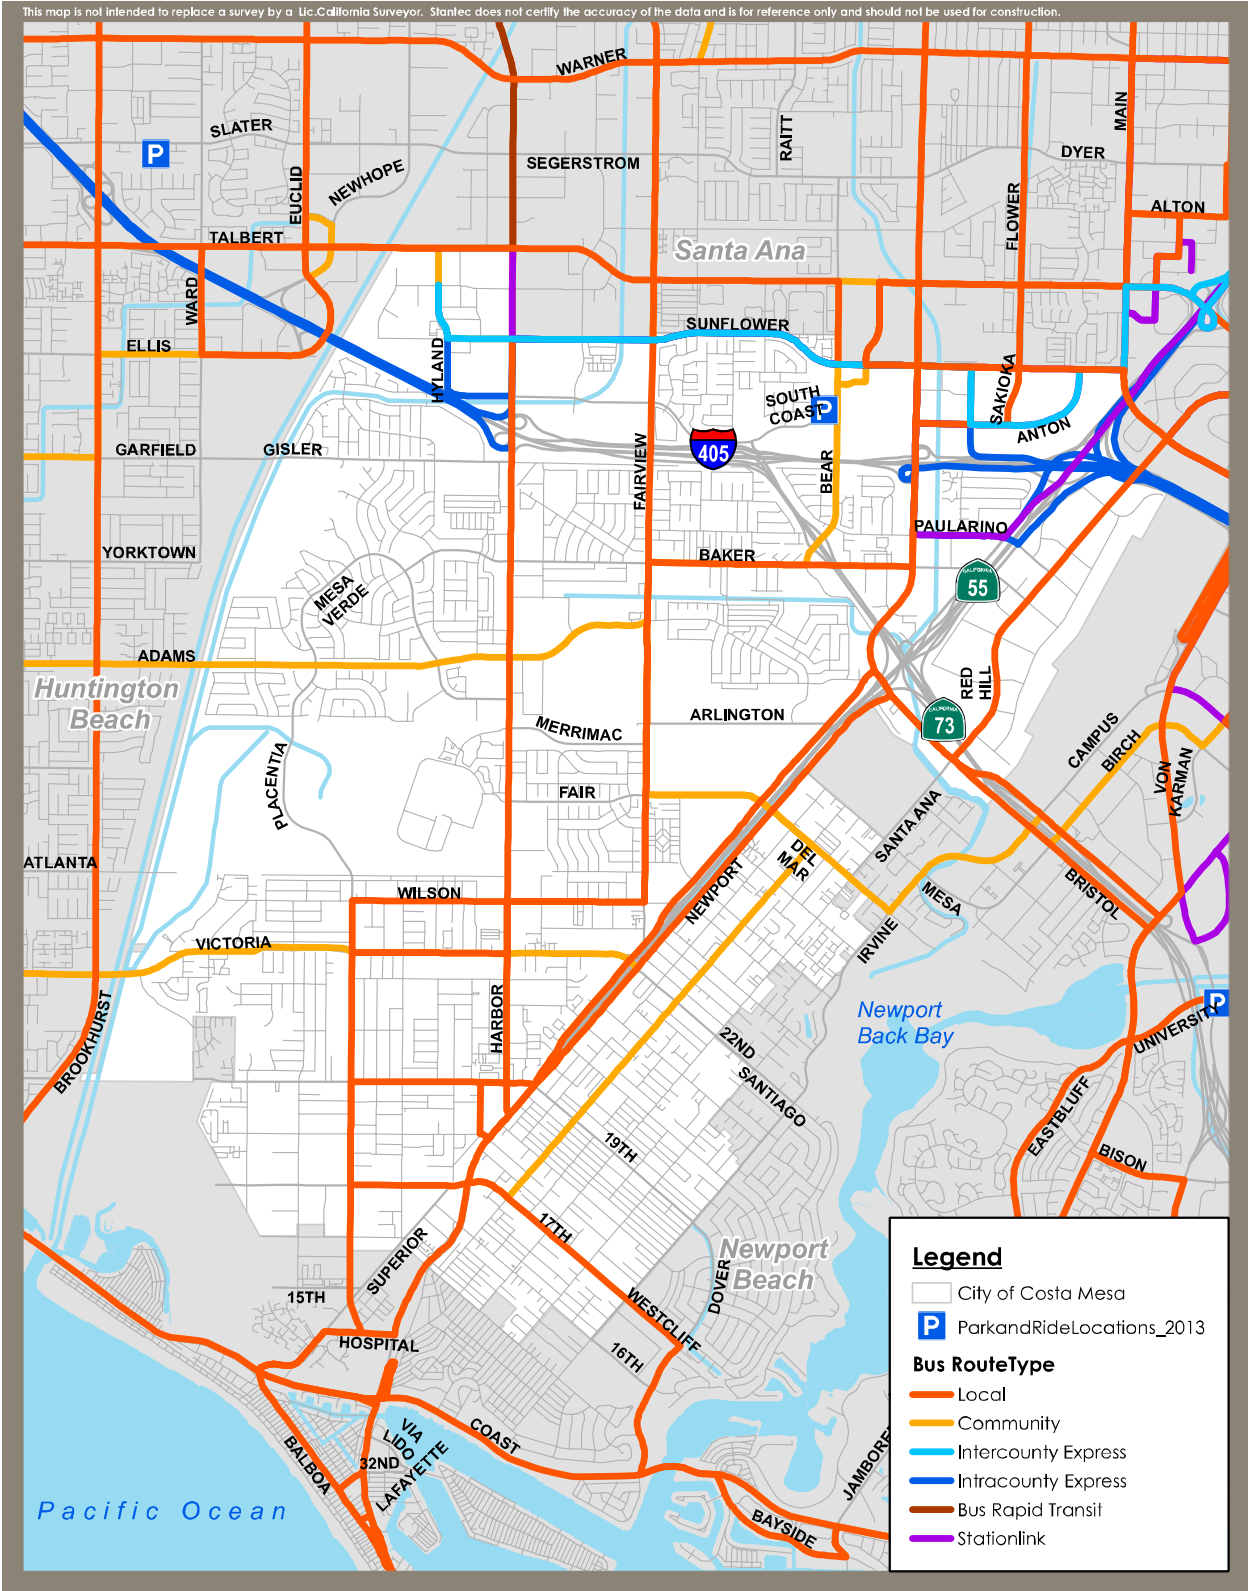 This map is not intended to replace a survey by a Lic.California Surveyor. Stantec does not certify the accuracy of the data and is for reference only and should not be used for construction.
WARNER
MAIN
SLATER
P
RAITT
DYER
SEGERSTROM
NEWHOPE
EUCLID
FLOWER
ALTON
TALBERT
Santa Ana
WARD
SUNFLOWER
ELLIS
HYLAND
SAKIOKA
SOUTH
COAST
P
ANTON
GARFIELD
GISLER
FAIRVIEW
405
BEAR
PAULARINO
YORKTOWN
BAKER
CALIFORNIA
55
MESA
VERDE
ADAMS
RED
HILL
Huntington
Beach
ARLINGTON
CALIFORNIA
73
MERRIMAC
CAMPUS
BIRCH
PLACENTIA
VON
KARMAN
FAIR
SANTA ANA
DEL
MAR
ATLANTA
WILSON
NEWPORT
MESA
BRISTOL
VICTORIA
IRVINE
HARBOR
BROOKHURST
Newport
Back Bay
P
UNIVERSITY
22ND
SANTIAGO
EASTBLUFF
19TH
BISON
17TH
SUPERIOR
Newport
Beach
DOVER
15TH
WESTCLIFF
HOSPITAL
16TH
COAST
VIA
LIDO
32ND
LAFAYETTE
BALBOA
JAMBORE
BAYSIDE
Pacific Ocean
Legend
City of Costa Mesa
P ParkandRideLocations_2013
Bus RouteType
Local
Community
Intercounty Express
Intracounty Express
Bus Rapid Transit
Stationlink